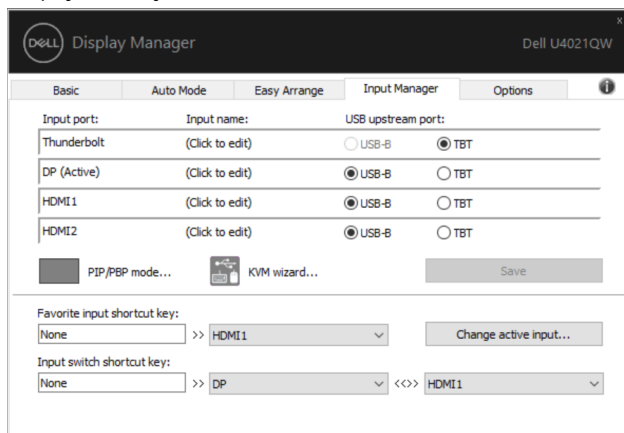 x
DELL Display Manager Dell U4021QW
Basic Auto Mode Easy Arrange Input Manager Options i
Input port: Input name: USB upstream port:
Thunderbolt (Click to edit) USB-B TBT
DP (Active) (Click to edit) USB-B TBT
HDMI1 (Click to edit) USB-B TBT
HDMI2 (Click to edit) USB-B TBT
PIP/PBP mode... KVM wizard... Save
Favorite input shortcut key:
None >> HDMI1 Change active input...
Input switch shortcut key:
None >> DP <<>> HDMI1